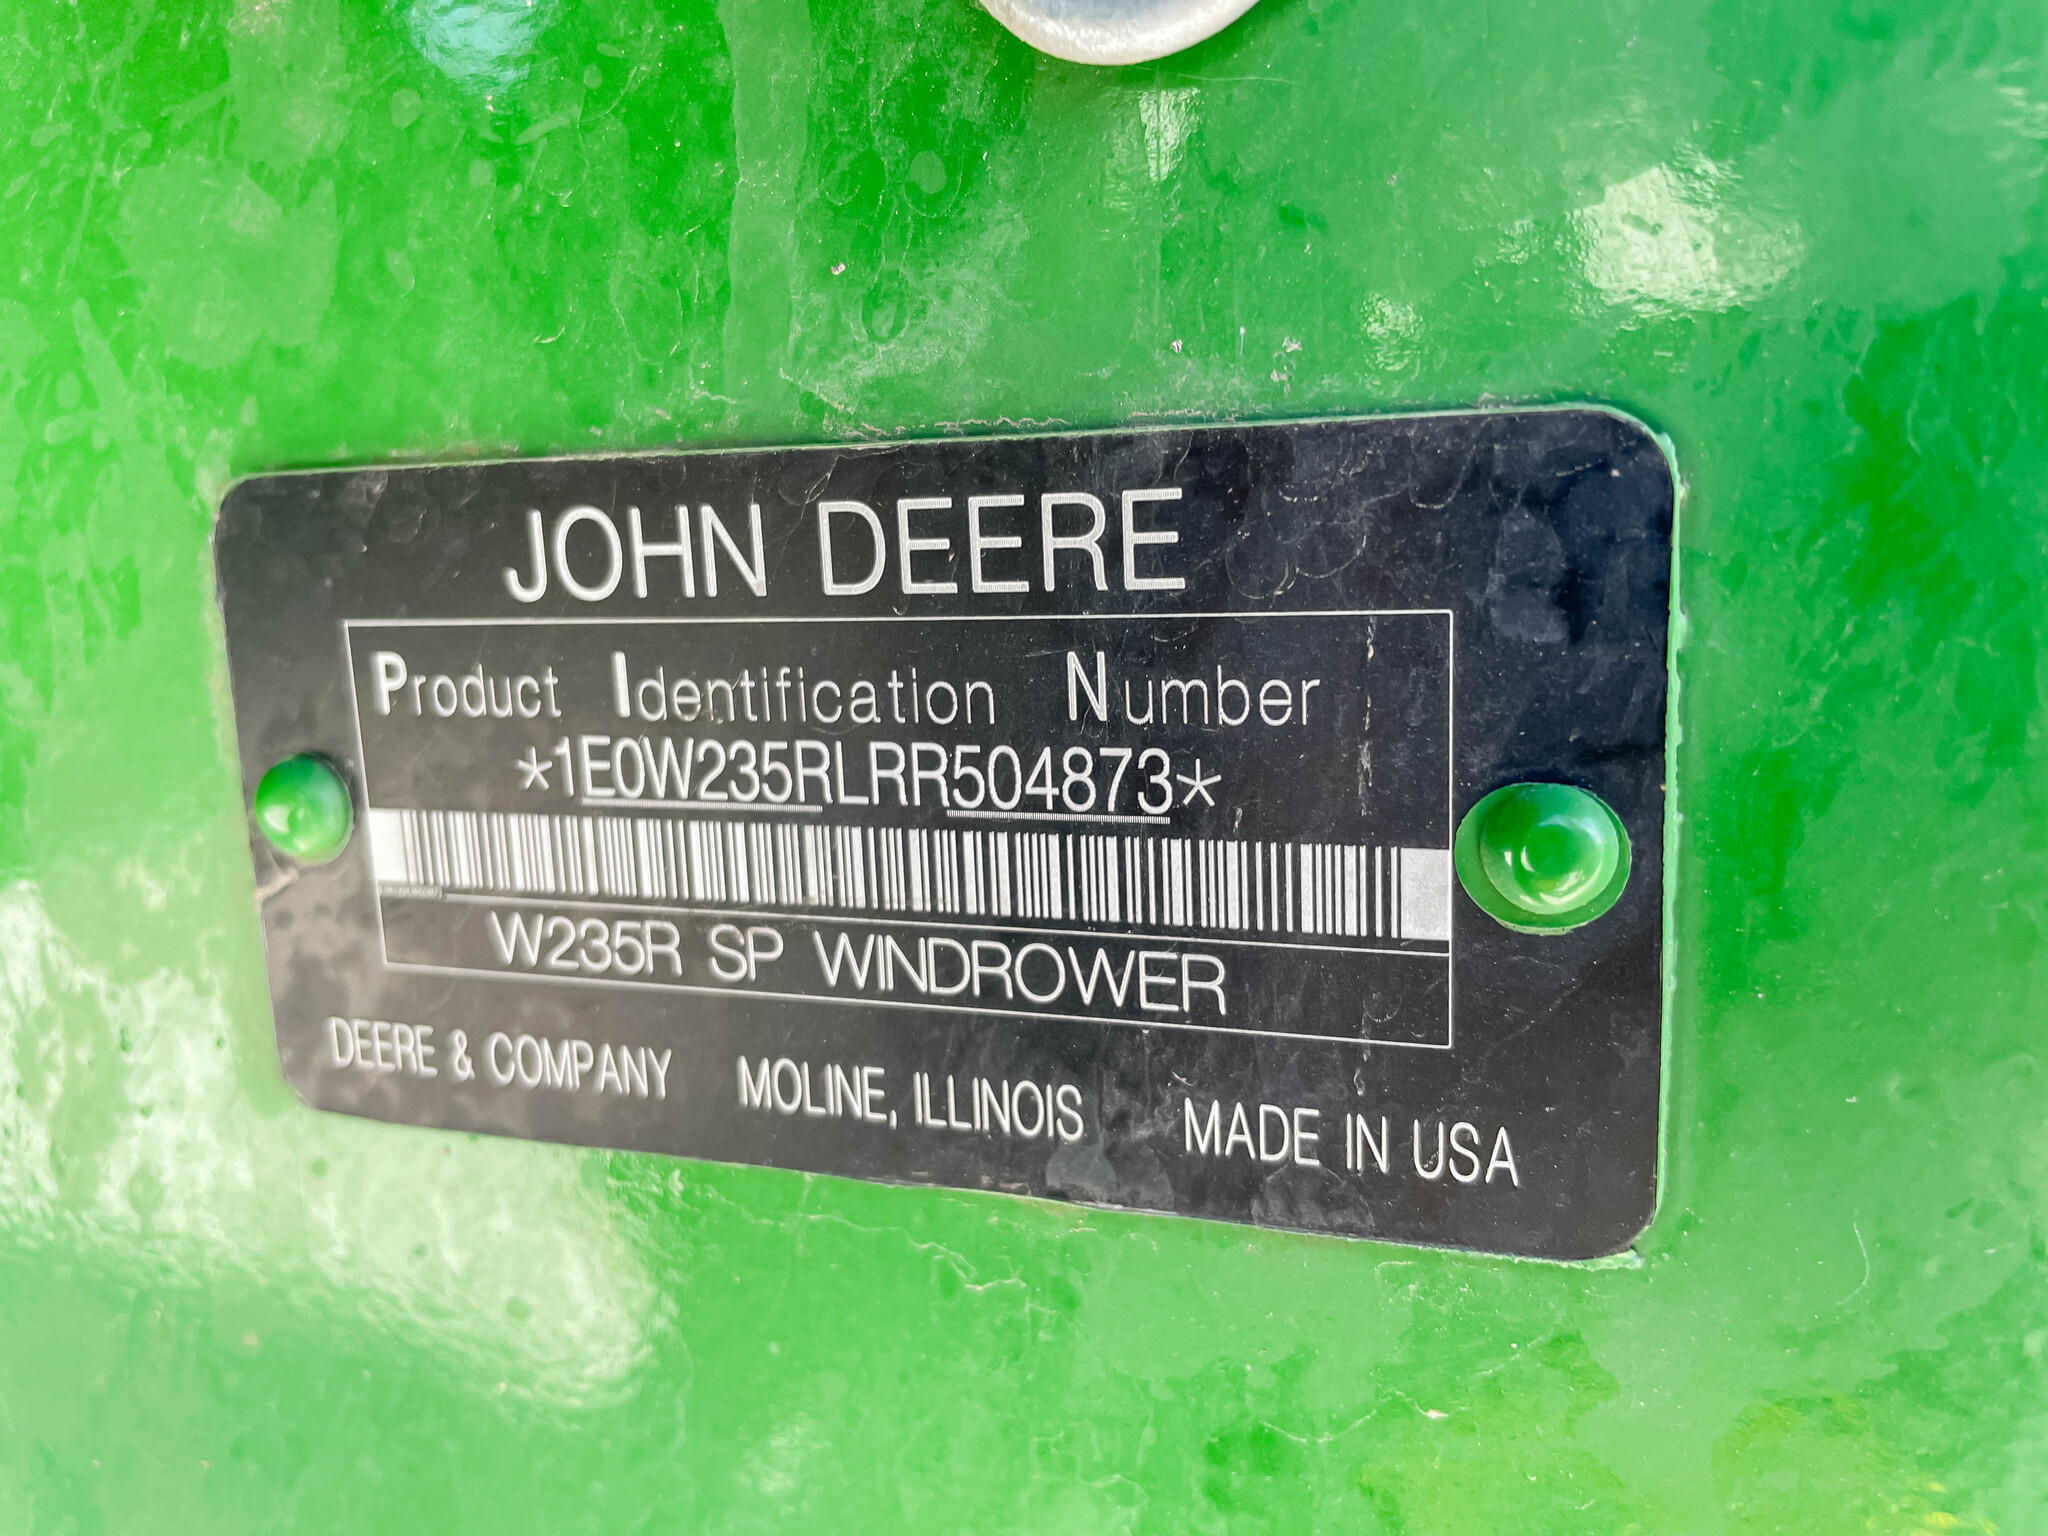 JOHN DEERE
Product Identification Number
*1E0W235RLRR504873*
W235R SP WINDROWER
DEERE & COMPANY MOLINE, ILLINOIS MADE IN USA